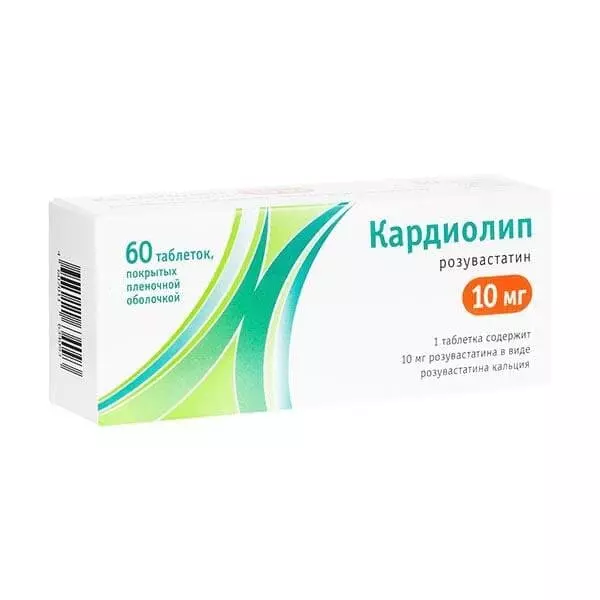 60 таблеток,
покрытых
пленочной
оболочкой
Кардиолип
розувастатин
10 мг
1 таблетка содержит
10 мг розувастатина в виде
розувастатина кальция